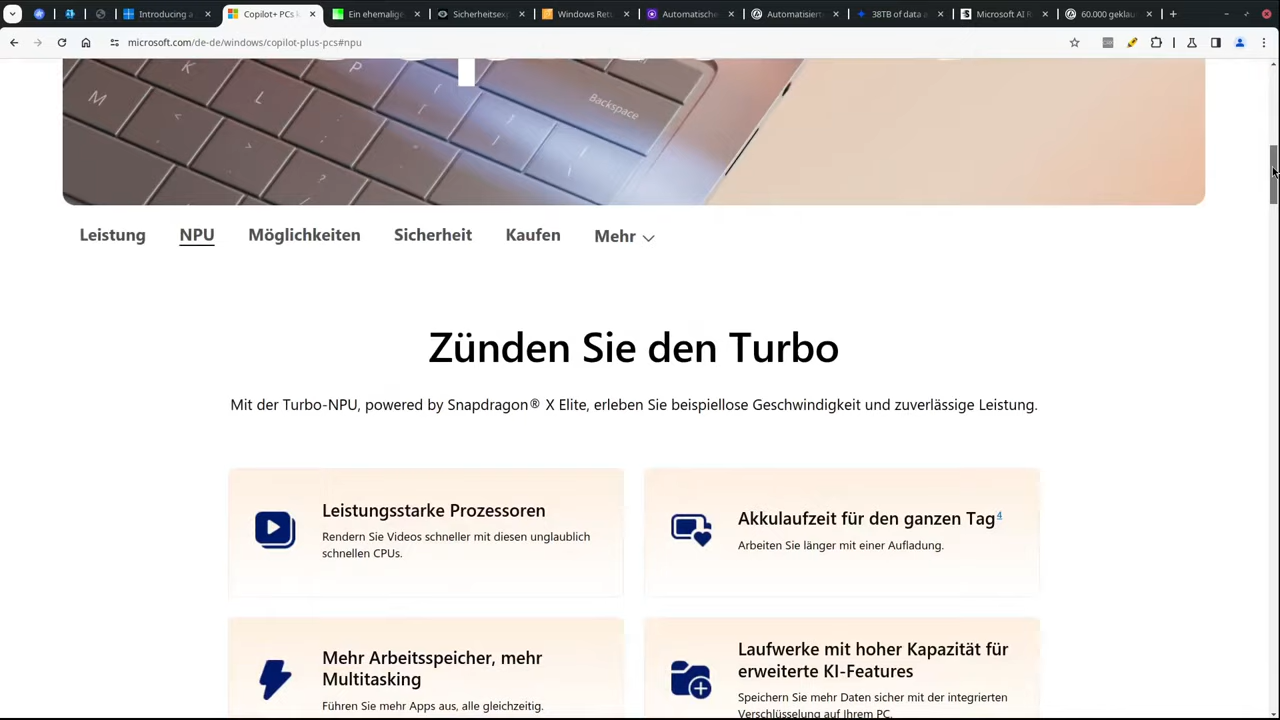 Introducing a
Copilot+ PCs
Ein ehemalige
Sicherheitsexp
Windows Retu
Automatische
Automatisiert
38TB of data
Microsoft AI R
60.000 geklau
microsoft.com/de-de/windows/copilot-plus-pcs#npu
M
K
L
P
Backspace
Leistung
NPU
Möglichkeiten
Sicherheit
Kaufen
Mehr
Zünden Sie den Turbo
Mit der Turbo-NPU, powered by Snapdragon® X Elite, erleben Sie beispiellose Geschwindigkeit und zuverlässige Leistung.
Leistungsstarke Prozessoren
Rendern Sie Videos schneller mit diesen unglaublich
schnellen CPUs.
Akkulaufzeit für den ganzen Tag4
Arbeiten Sie länger mit einer Aufladung.
Mehr Arbeitsspeicher, mehr
Multitasking
Führen Sie mehr Apps aus, alle gleichzeitig.
Laufwerke mit hoher Kapazität für
erweiterte KI-Features
Speichern Sie mehr Daten sicher mit der integrierten
Verschlüsselung auf Ihrem PC.